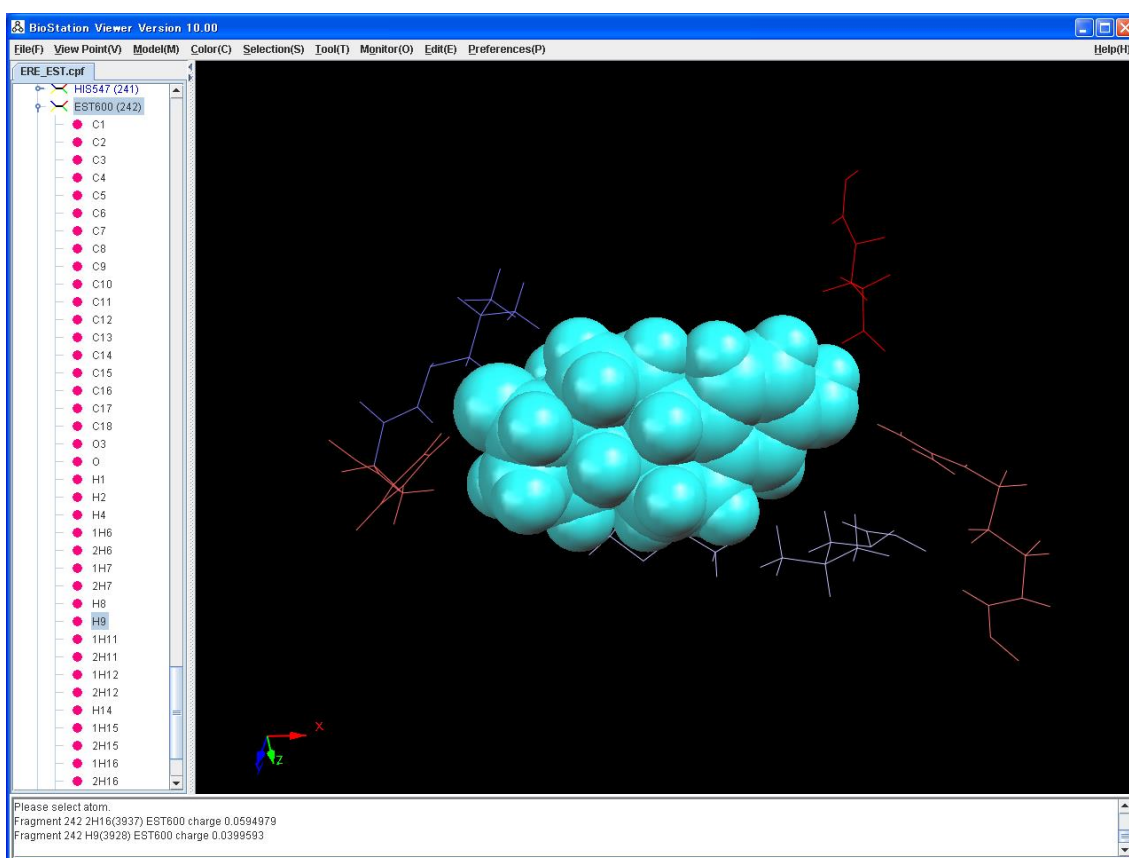 BioStation Viewer Version 10.00
File(F) View Point(V) Model(M) Color(C) Selection(S) Tool(T) Monitor(O) Edit(E) Preferences(P) Help(H)
ERE_EST.cpf
HIS547 (241)
EST600 (242)
C1
C2
C3
C4
C5
C6
C7
C8
C9
C10
C11
C12
C13
C14
C15
C16
C17
C18
O3
O
H1
H2
H4
1H6
2H6
1H7
2H7
H8
H9
1H11
2H11
1H12
2H12
H14
1H15
2H15
1H16
2H16
X
Z
Please select atom.
Fragment 242 2H16(3937) EST600 charge 0.0594979
Fragment 242 H9(3928) EST600 charge 0.0399593